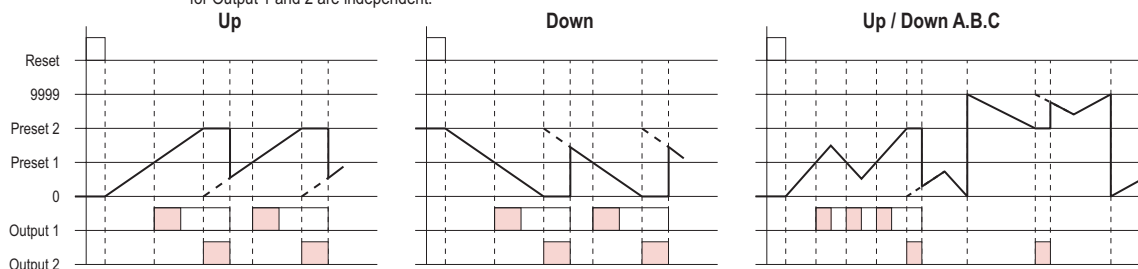 for Output 1 and 2 are independent.
Up
Down
Up / Down A.B.C
Reset
9999
Preset 2
Preset 1
0
Output 1
Output 2